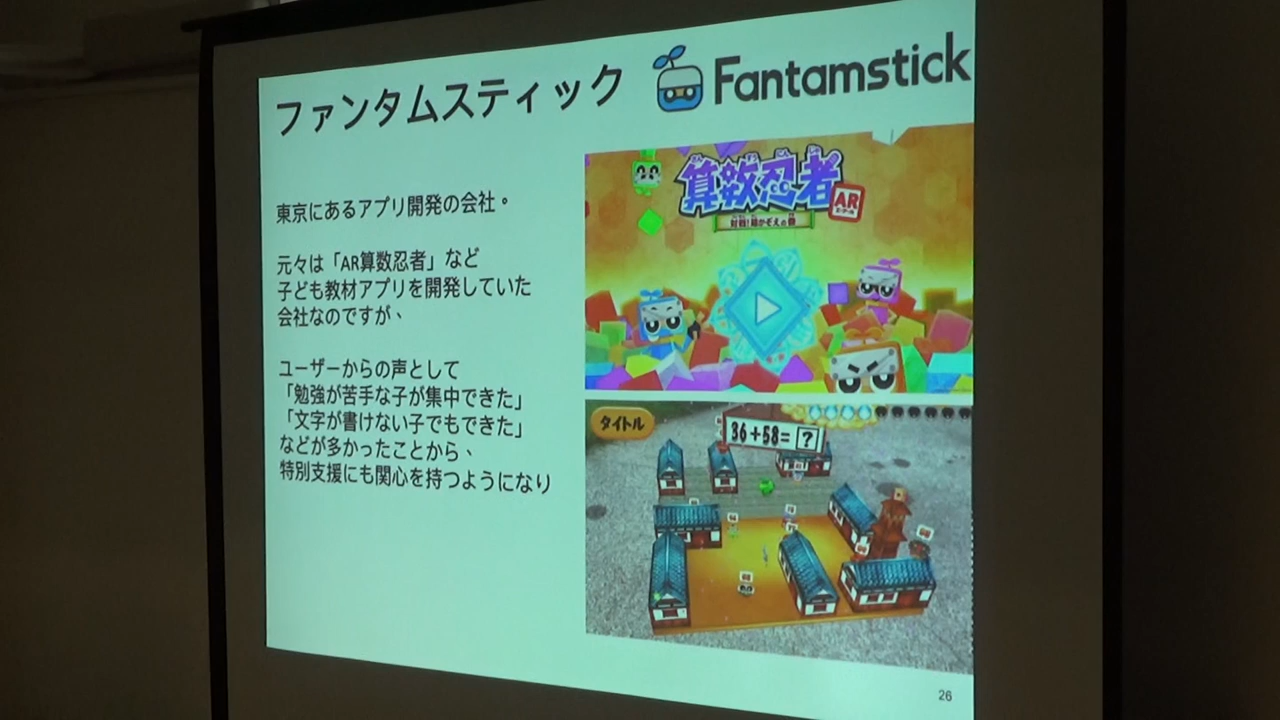 ファンタムスティック
Fantamstick
東京にあるアプリ開発の会社。
元々は「AR算数忍者」など
子ども教材アプリを開発していた
会社なのですが、
ユーザーからの声として
「勉強が苦手な子が集中できた」
「文字が書けない子でもできた」
などが多かったことから、
特別支援にも関心を持つようになり
算数忍者
AR
タイトル
36+58=?
26